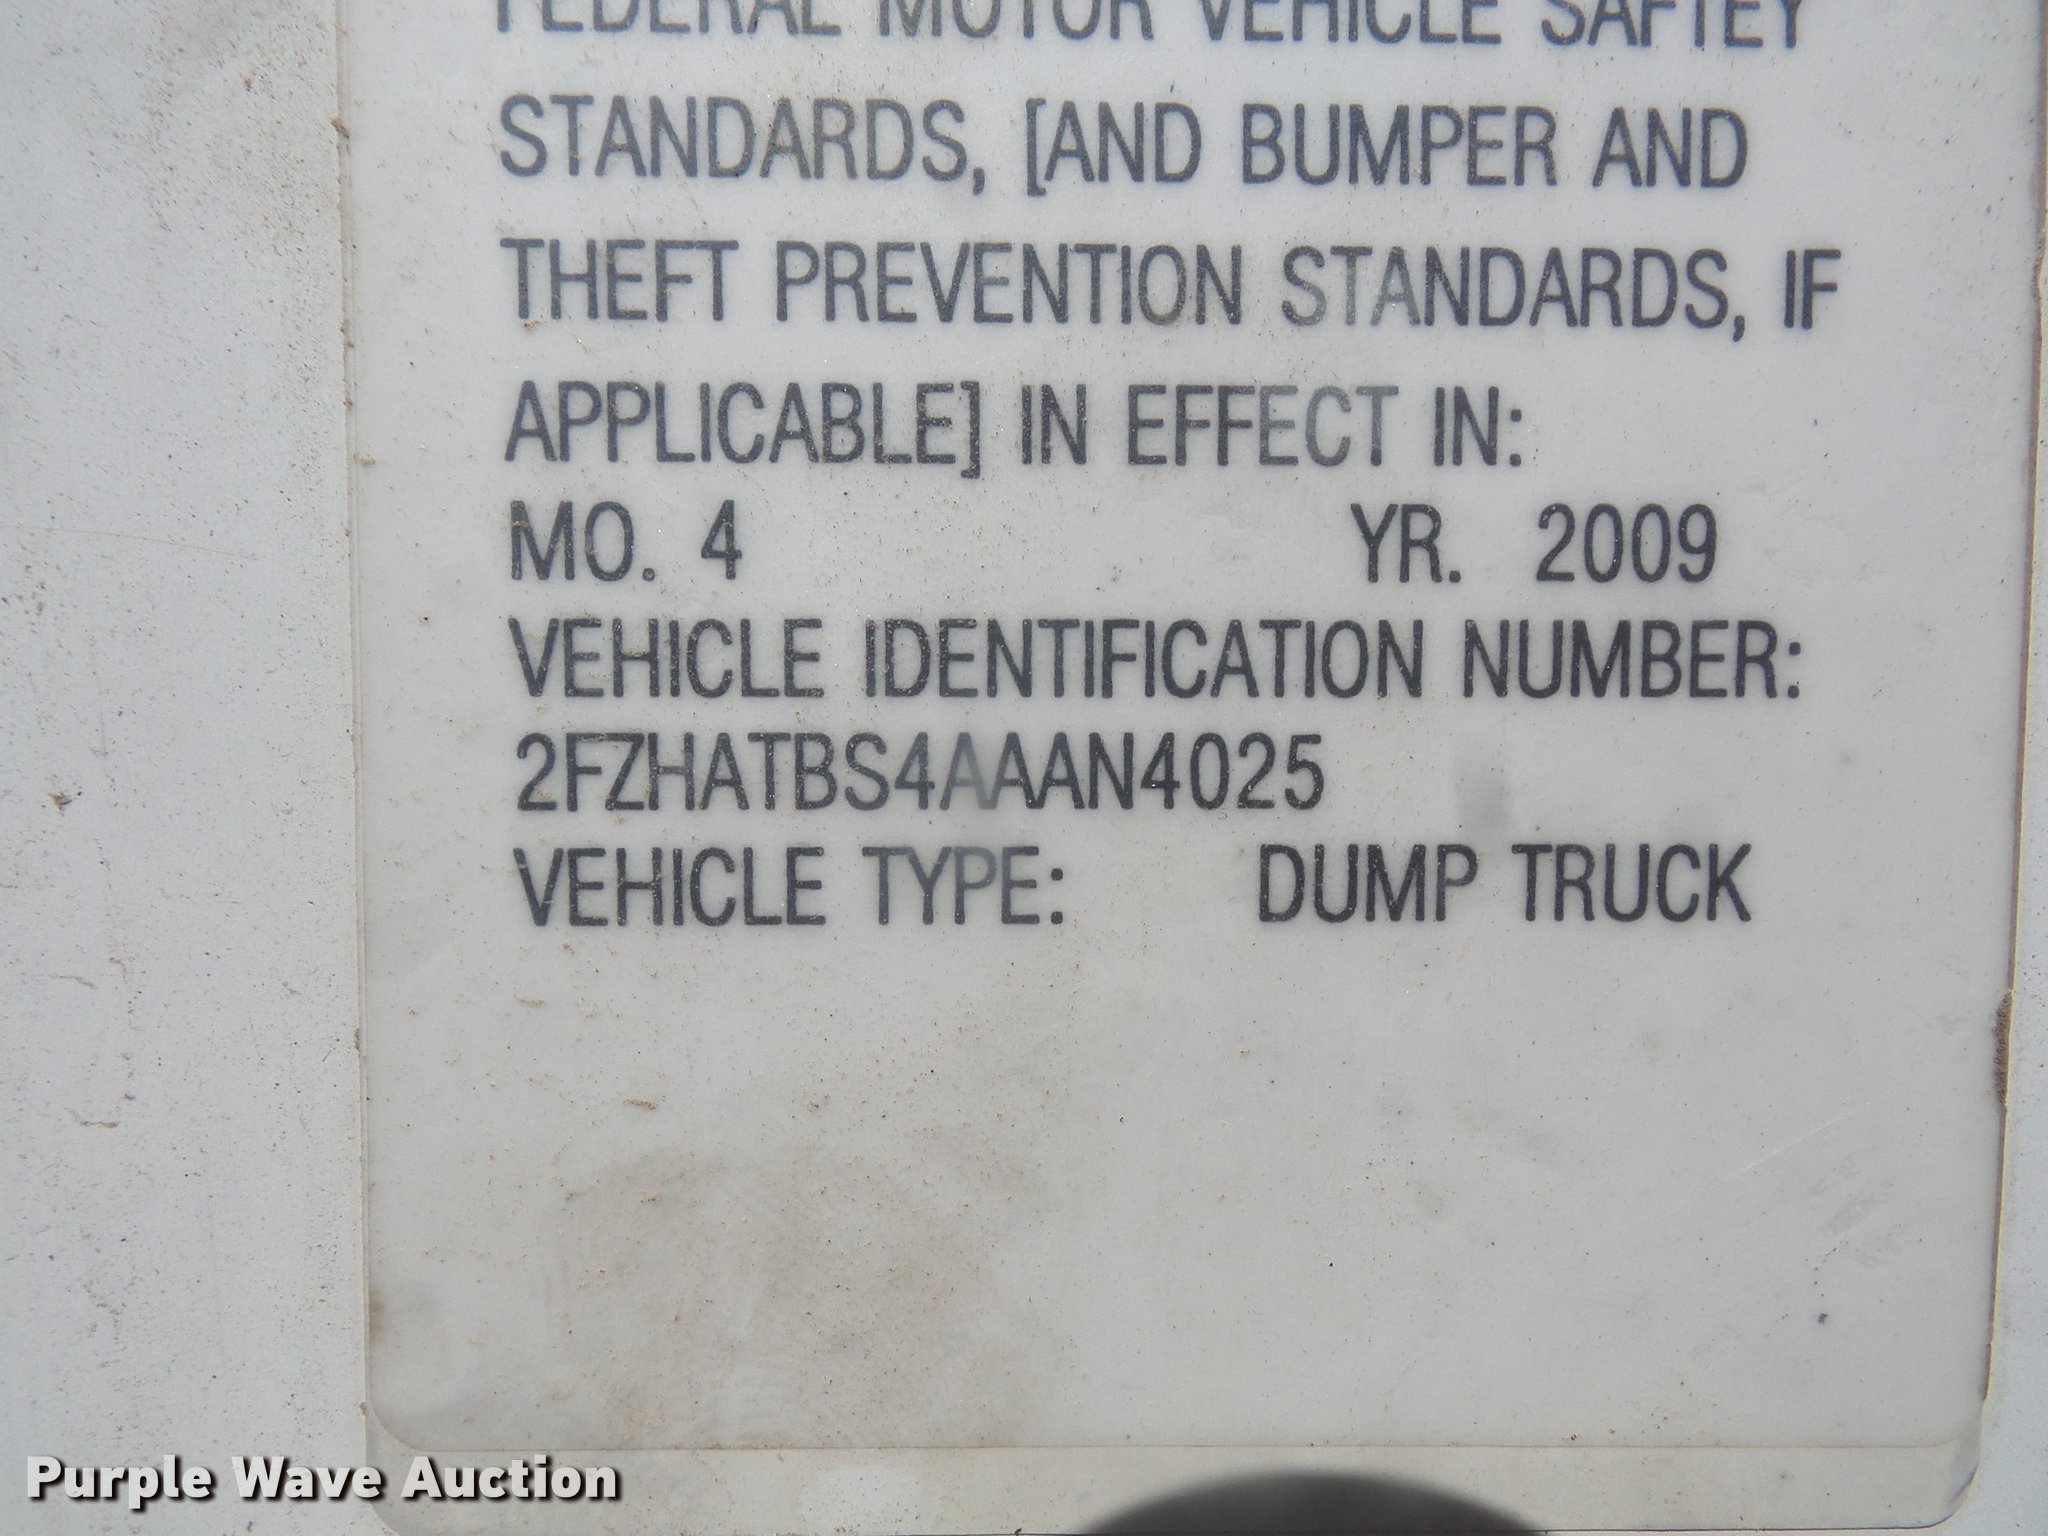 FEDERAL MOTOR VEHICLE SAFTEY
STANDARDS, [AND BUMPER AND
THEFT PREVENTION STANDARDS, IF
APPLICABLE] IN EFFECT IN:
MO. 4 YR. 2009
VEHICLE IDENTIFICATION NUMBER:
2FZHATBS4AAAN4025
VEHICLE TYPE: DUMP TRUCK
Purple Wave Auction